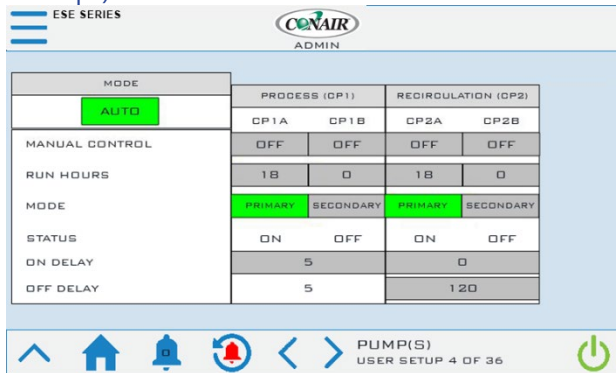 ESE SERIES
CONAIR
ADMIN
MODE
AUTO
PROCESS (CP1) RECIRCULATION (CP2)
CP1A CP1B CP2A CP2B
MANUAL CONTROL OFF OFF OFF OFF
RUN HOURS 18 0 18 0
MODE PRIMARY SECONDARY PRIMARY SECONDARY
STATUS ON OFF ON OFF
ON DELAY 5 0
OFF DELAY 5 120
0
PUMP(S)
USER SETUP 4 OF 36